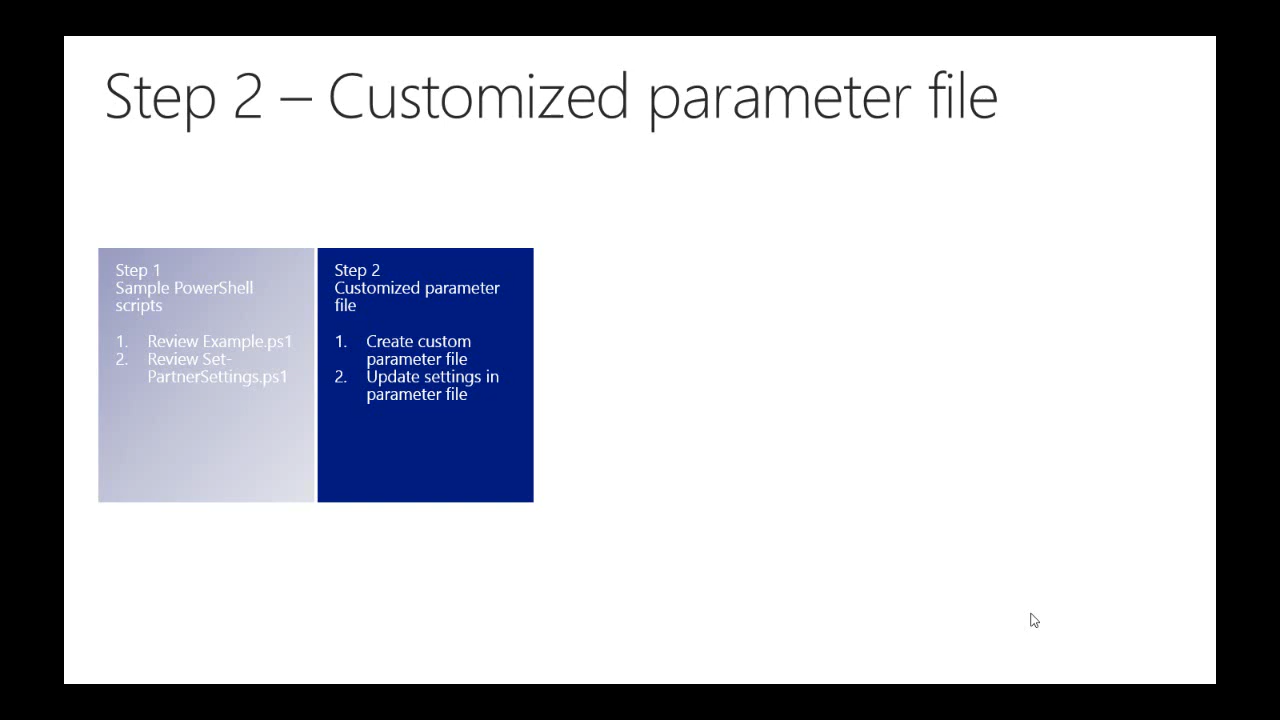 Step 2 – Customized parameter file
Step 1
Sample PowerShell
scripts
1. Review Example.ps1
2. Review Set-
PartnerSettings.ps1
Step 2
Customized parameter
file
1. Create custom
parameter file
2. Update settings in
parameter file